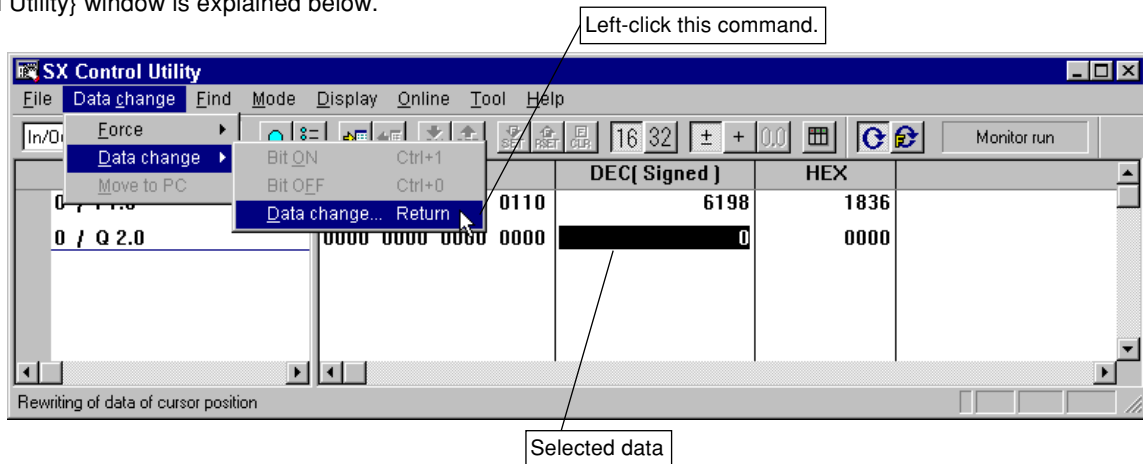 Utility} window is explained below.
Left-click this command.
SX Control Utility
File Data change Find Mode Display Online Tool Help
Force
Data change
Move to PC
Bit ON Ctrl+1
Bit OFF Ctrl+0
Data change... Return
16 32 ± + 0.0 Monitor run
DEC( Signed ) HEX
0110 6198 1836
0 / Q 2.0 0000 0000 0000 0000 0 0000
Rewriting of data of cursor position
Selected data